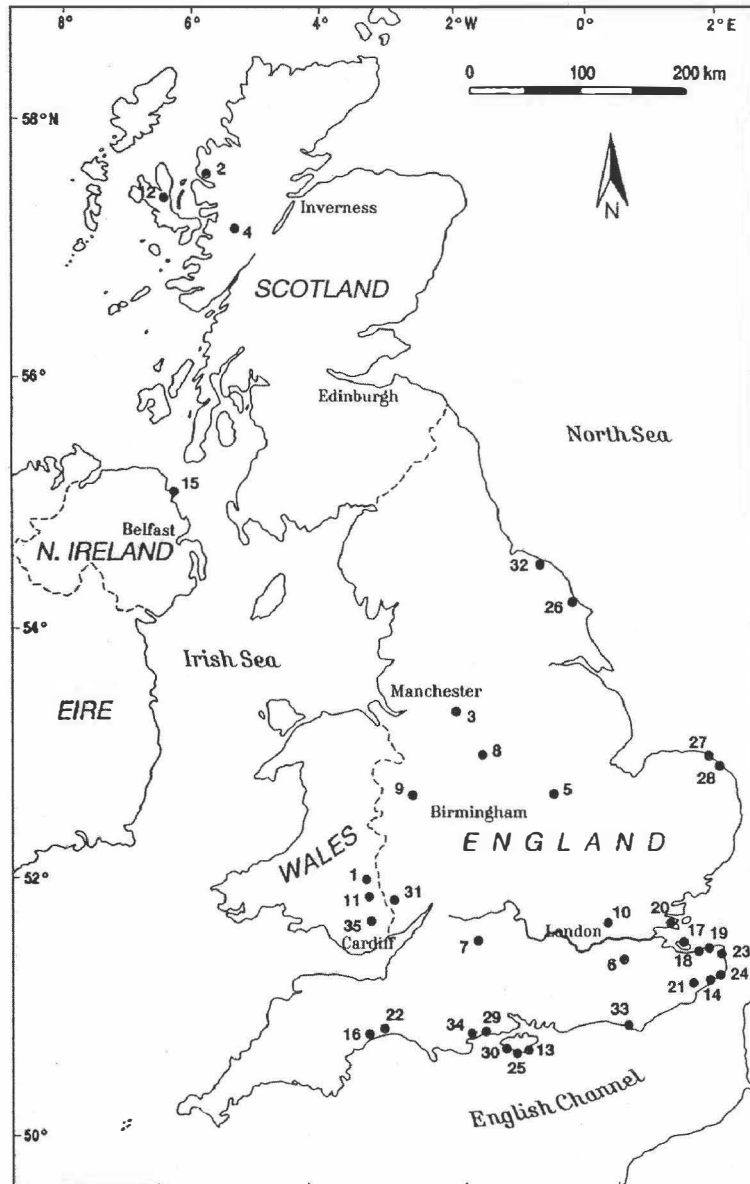 8° 6° 4° 2°W 0° 2°E
0 100 200 km
58°N
2
12
Inverness
N
4
SCOTLAND
56°
Edinburgh
North Sea
15
Belfast
N. IRELAND
32
26
54°
Irish Sea
Manchester
EIRE
3
8
27
28
9
5
Birmingham
ENGLAND
WALES
52°
1
11
31
10
20
35
London
17
19
Cardiff
7
18
23
6
24
21
14
22
34
29
33
16
30
13
25
English Channel
50°